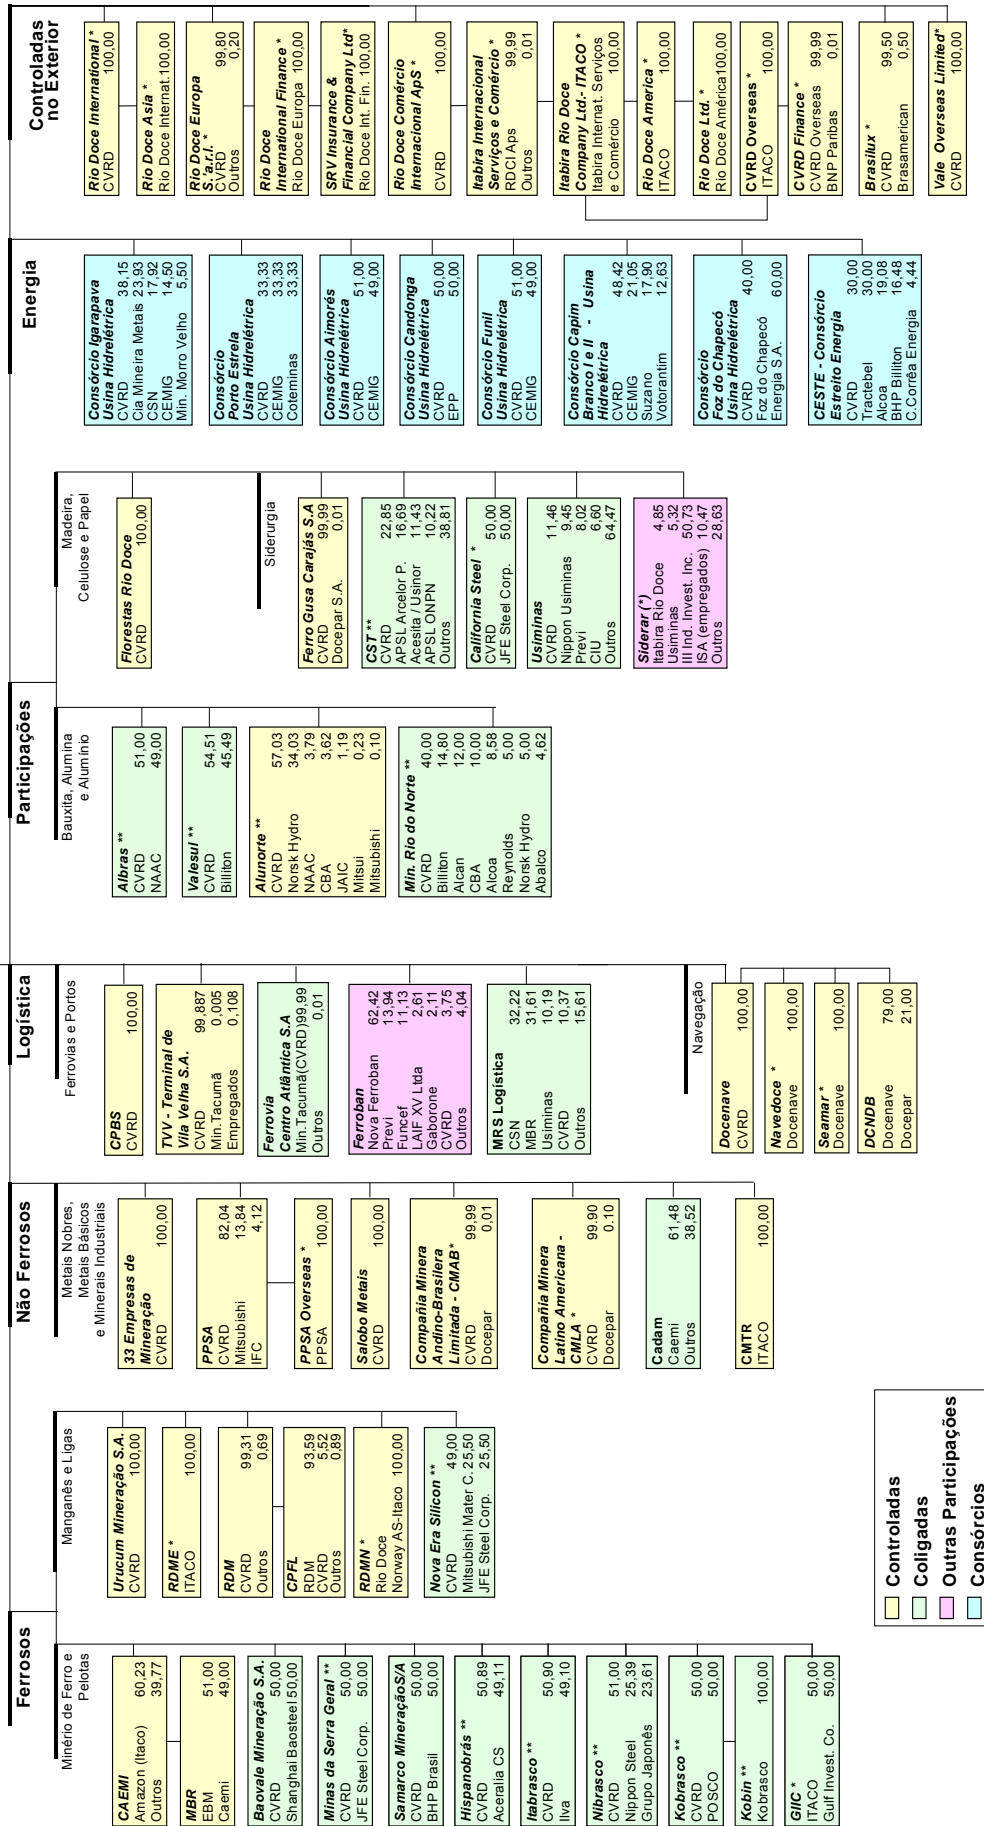 Ferrosos
Minério de Ferro e
Pelotas
CAEMI
Amazon (Itaco) 60,23
Outros 39,77
MBR
EBM 51,00
Caemi 49,00
Baovale Mineração S.A.
CVRD 50,00
Shanghai Baosteel 50,00
Minas da Serra Geral **
CVRD 50,00
JFE Steel Corp. 50,00
Samarco Mineração S/A
CVRD 50,00
BHP Brasil 50,00
Hispanobrás **
CVRD 50,89
Aceralia CS 49,11
Itabrasco **
CVRD 50,90
Ilva 49,10
Nibrasco **
CVRD 51,00
Nippon Steel 25,39
Grupo Japonês 23,61
Kobrasco **
CVRD 50,00
POSCO 50,00
Kobin **
Kobrasco 100,00
GIIC *
ITACO 50,00
Gulf Invest. Co. 50,00
Manganês e Ligas
Urucum Mineração S.A.
CVRD 100,00
RDME *
ITACO 100,00
RDM
CVRD 99,31
Outros 0,69
CPFL
RDM 93,59
CVRD 5,52
Outros 0,89
RDMN *
Rio Doce
Norway AS-Itaco 100,00
Nova Era Silicon **
CVRD 49,00
Mitsubishi Mater C. 25,50
JFE Steel Corp. 25,50
Não Ferrosos
Metais Nobres,
Metais Básicos
e Minerais Industriais
33 Empresas de
Mineração
CVRD 100,00
PPSA
CVRD 82,04
Mitsubishi 13,84
IFC 4,12
PPSA Overseas *
PPSA 100,00
Salobo Metais
CVRD 100,00
Compañia Minera
Andino-Brasilera
Limitada - CMAB*
CVRD 99,99
Docepar 0,01
Compañia Minera
Latino Americana -
CMLA *
CVRD 99.90
Docepar 0.10
Cadam
Caemi 61,48
Outros 38,52
CMTR
ITACO 100,00
Logística
Ferrovias e Portos
CPBS
CVRD 100,00
TVV - Terminal de
Vila Velha S.A.
CVRD 99,887
Min.Tacumã 0,005
Empregados 0,108
Ferrovia
Centro Atlântica S.A
Min.Tacumã(CVRD)99,99
Outros 0,01
Ferroban
Nova Ferroban 62,42
Previ 13,94
Funcef 11,13
LAIF XV Ltda 2,61
Gaborone 2,11
CVRD 3,75
Outros 4,04
MRS Logística
CSN 32,22
MBR 31,61
Usiminas 10,19
CVRD 10,37
Outros 15,61
Navegação
Docenave
CVRD 100,00
Navedoce *
Docenave 100,00
Seamar *
Docenave 100,00
DCNDB
Docenave 79,00
Docepar 21,00
Participações
Bauxita, Alumina
e Alumínio
Albras **
CVRD 51,00
NAAC 49,00
Valesul **
CVRD 54,51
Billiton 45,49
Alunorte **
CVRD 57,03
Norsk Hydro 34,03
NAAC 3,79
CBA 3,62
JAIC 1,19
Mitsui 0,23
Mitsubishi 0,10
Min. Rio do Norte **
CVRD 40,00
Billiton 14,80
Alcan 12,00
CBA 10,00
Alcoa 8,58
Reynolds 5,00
Norsk Hydro 5,00
Abalco 4,62
Madeira,
Celulose e Papel
Florestas Rio Doce
CVRD 100,00
Siderurgia
Ferro Gusa Carajás S.A
CVRD 99,99
Docepar S.A. 0,01
CST **
CVRD 22,85
APSL Arcelor P. 16,69
Acesita / Usinor 11,43
APSL ONPN 10,22
Outros 38,81
California Steel *
CVRD 50,00
JFE Steel Corp. 50,00
Usiminas
CVRD 11,46
Nippon Usiminas 9,45
Previ 8,02
CIU 6,60
Outros 64,47
Siderar (*)
Itabira Rio Doce 4,85
Usiminas 5,32
III Ind. Invest. Inc. 50,73
ISA (empregados) 10,47
Outros 28,63
Energia
Consórcio Igarapava
Usina Hidrelétrica
CVRD 38,15
Cia Mineira Metais 23,93
CSN 17,92
CEMIG 14,50
Min. Morro Velho 5,50
Consórcio
Porto Estrela
Usina Hidrelétrica
CVRD 33,33
CEMIG 33,33
Coteminas 33,33
Consórcio Aimorés
Usina Hidrelétrica
CVRD 51,00
CEMIG 49,00
Consórcio Candonga
Usina Hidrelétrica
CVRD 50,00
EPP 50,00
Consórcio Funil
Usina Hidrelétrica
CVRD 51,00
CEMIG 49,00
Consórcio Capim
Branco I e II - Usina
Hidrelétrica
CVRD 48,42
CEMIG 21,05
Suzano 17,90
Votorantim 12,63
Consórcio
Foz do Chapecó
Usina Hidrelétrica
CVRD 40,00
Foz do Chapecó
Energia S.A. 60,00
CESTE - Consórcio
Estreito Energia
CVRD 30,00
Tractebel 30,00
Alcoa 19,08
BHP Billiton 16,48
C.Corrêa Energia 4,44
Controladas
no Exterior
Rio Doce International *
CVRD 100,00
Rio Doce Asia *
Rio Doce Internat.100,00
Rio Doce Europa
S.'a.r.l. *
CVRD 99,80
Outros 0,20
Rio Doce
International Finance *
Rio Doce Europa 100,00
SRV Insurance &
Financial Company Ltd*
Rio Doce Int. Fin. 100,00
Rio Doce Comércio
Internacional ApS *
CVRD 100,00
Itabira Internacional
Serviços e Comércio *
RDCI Aps 99,99
Outros 0,01
Itabira Rio Doce
Company Ltd.- ITACO *
Itabira Internat. Serviços
e Comércio 100,00
Rio Doce America *
ITACO 100,00
Rio Doce Ltd. *
Rio Doce América100,00
CVRD Overseas *
ITACO 100,00
CVRD Finance *
CVRD Overseas 99,99
BNP Paribas 0,01
Brasilux *
CVRD 99,50
Brasamerican 0,50
Vale Overseas Limited*
CVRD 100,00
Controladas
Coligadas
Outras Participações
Consórcios